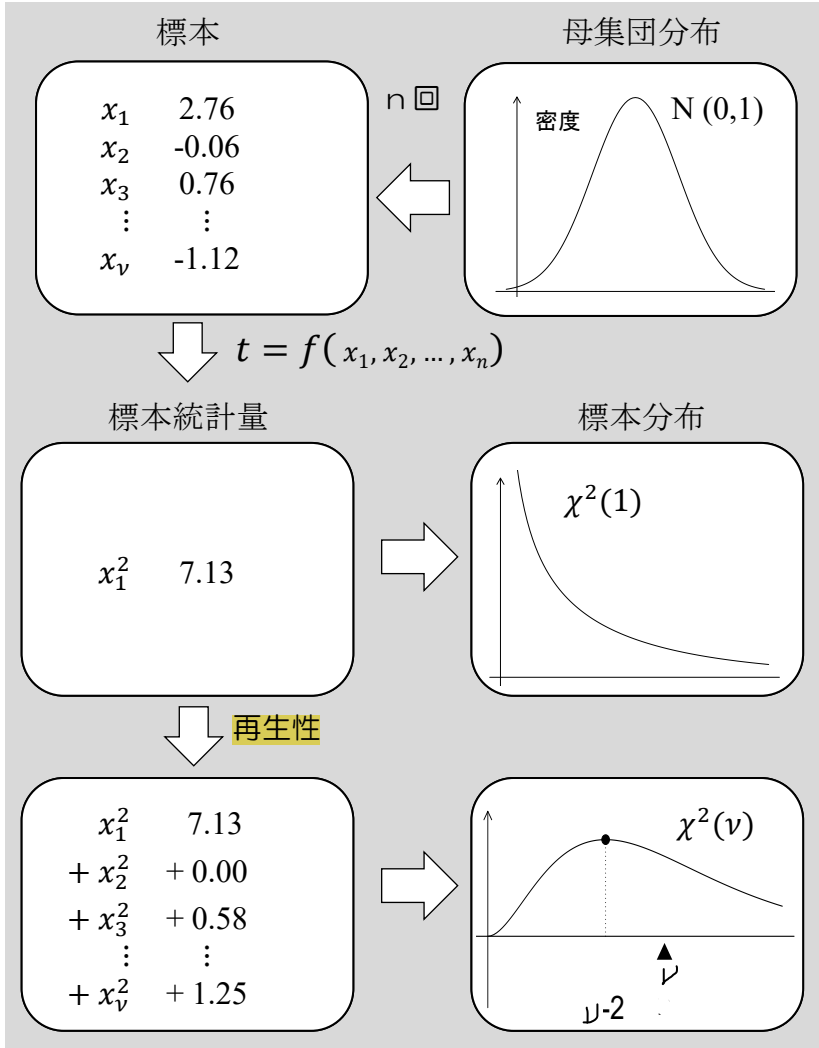 標本
母集団分布
x₁ 2.76
x₂ -0.06
x₃ 0.76
⋮ ⋮
x_ν -1.12
n回
密度
N (0,1)
t = f( x₁, x₂, …, xₙ)
標本統計量
標本分布
x₁² 7.13
χ²(1)
再生性
x₁² 7.13
+ x₂² + 0.00
+ x₃² + 0.58
⋮ ⋮
+ x_ν² + 1.25
χ²(ν)
ν
ν-2